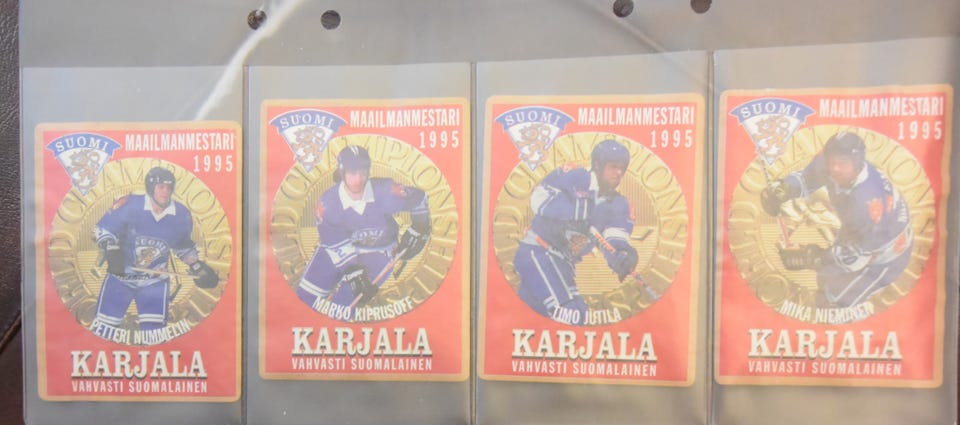 SUOMI
MAAILMANMESTARI
1995
PETTERI NUMMELIN
KARJALA
VAHVASTI SUOMALAINEN
SUOMI
MAAILMANMESTARI
1995
MARKO KIPRUSOFF
KARJALA
VAHVASTI SUOMALAINEN
SUOMI
MAAILMANMESTARI
1995
TIMO JUTILA
KARJALA
VAHVASTI SUOMALAINEN
SUOMI
MAAILMANMESTARI
1995
MIKA NIEMINEN
KARJALA
VAHVASTI SUOMALAINEN